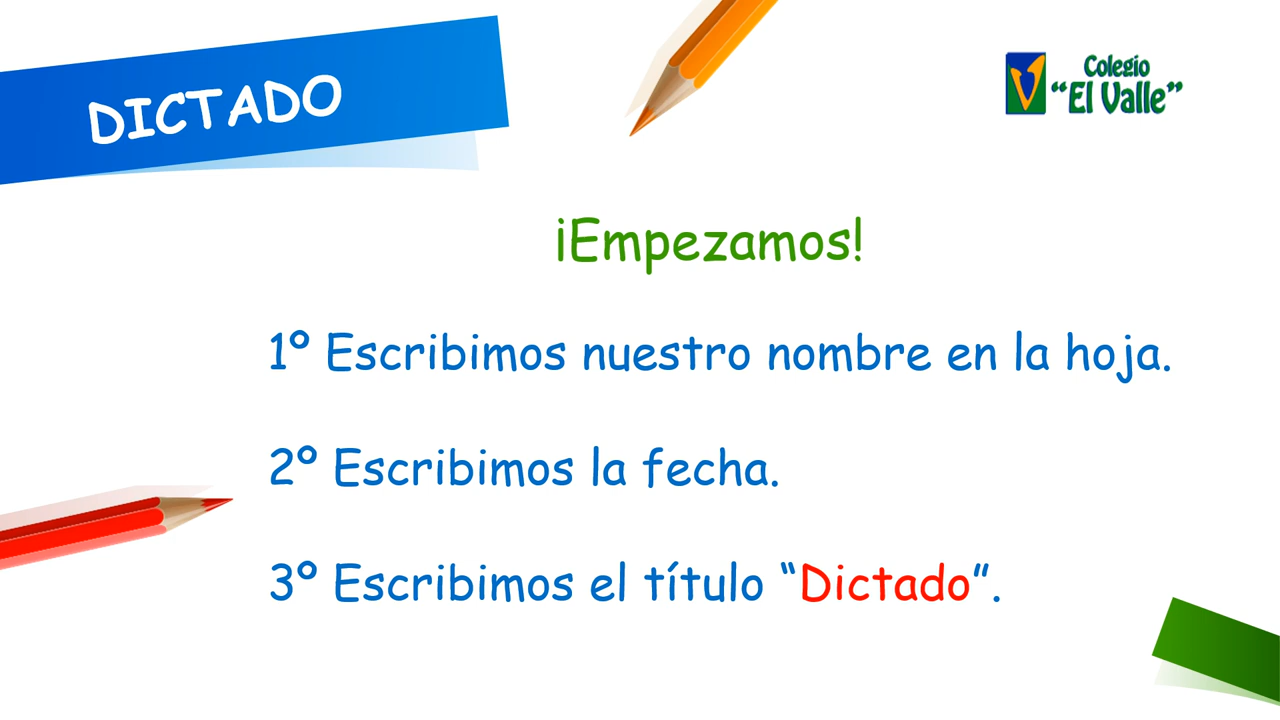 DICTADO
Colegio
“El Valle”
¡Empezamos!
1º Escribimos nuestro nombre en la hoja.
2º Escribimos la fecha.
3º Escribimos el título “Dictado”.